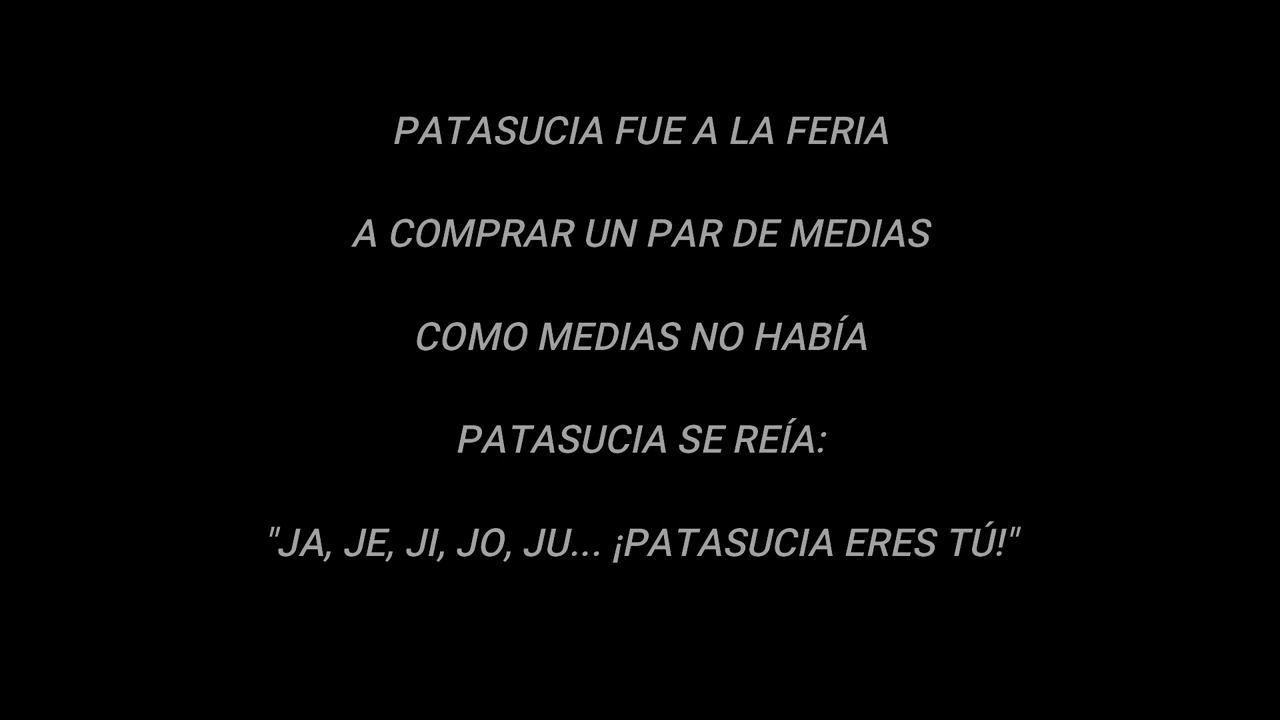 PATASUCIA FUE A LA FERIA
A COMPRAR UN PAR DE MEDIAS
COMO MEDIAS NO HABÍA
PATASUCIA SE REÍA:
"JA, JE, JI, JO, JU... ¡PATASUCIA ERES TÚ!"